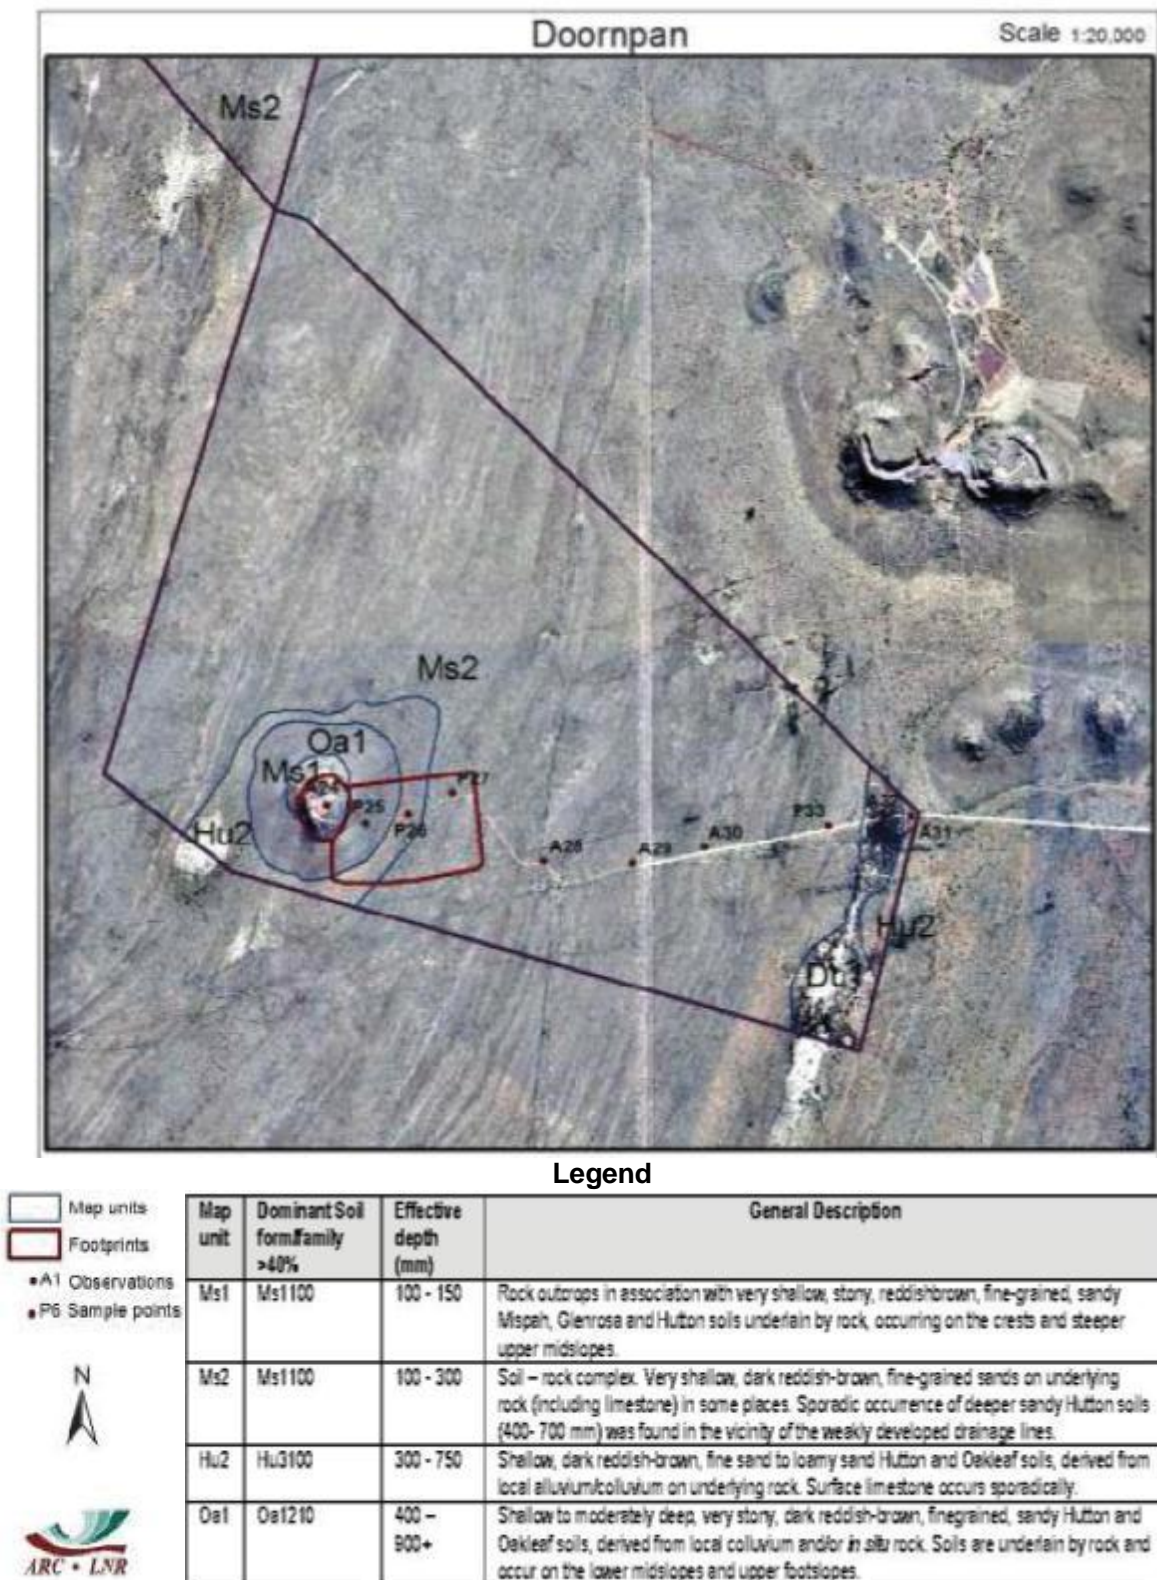 Doornpan
Scale 1:20,000
Ms2
Ms2
Oa1
Ms1
P27
P25
P26
Hu2
A28
A29
A30
P33
A31
Hu2
Legend
Map units
Footprints
A1 Observations
P6 Sample points
N
ARC • LNR
Map unit
Dominant Soil form/family >40%
Effective depth (mm)
General Description
Ms1
Ms1100
100 - 150
Rock outcrops in association with very shallow, stony, reddishbrown, fine-grained, sandy
Mispah, Glenrosa and Hutton soils underlain by rock, occurring on the crests and steeper
upper midslopes.
Ms2
Ms1100
100 - 300
Soil – rock complex. Very shallow, dark reddish-brown, fine-grained sands on underlying
rock (including limestone) in some places. Sporadic occurrence of deeper sandy Hutton soils
(400- 700 mm) was found in the vicinity of the weakly developed drainage lines.
Hu2
Hu3100
300 - 750
Shallow, dark reddish-brown, fine sand to loamy sand Hutton and Oakleaf soils, derived from
local alluvium/colluvium on underlying rock. Surface limestone occurs sporadically.
Oa1
Oa1210
400 –
900+
Shallow to moderately deep, very stony, dark reddish-brown, finegrained, sandy Hutton and
Oakleaf soils, derived from local colluvium and/or in situ rock. Soils are underlain by rock and
occur on the lower midslopes and upper footslopes.